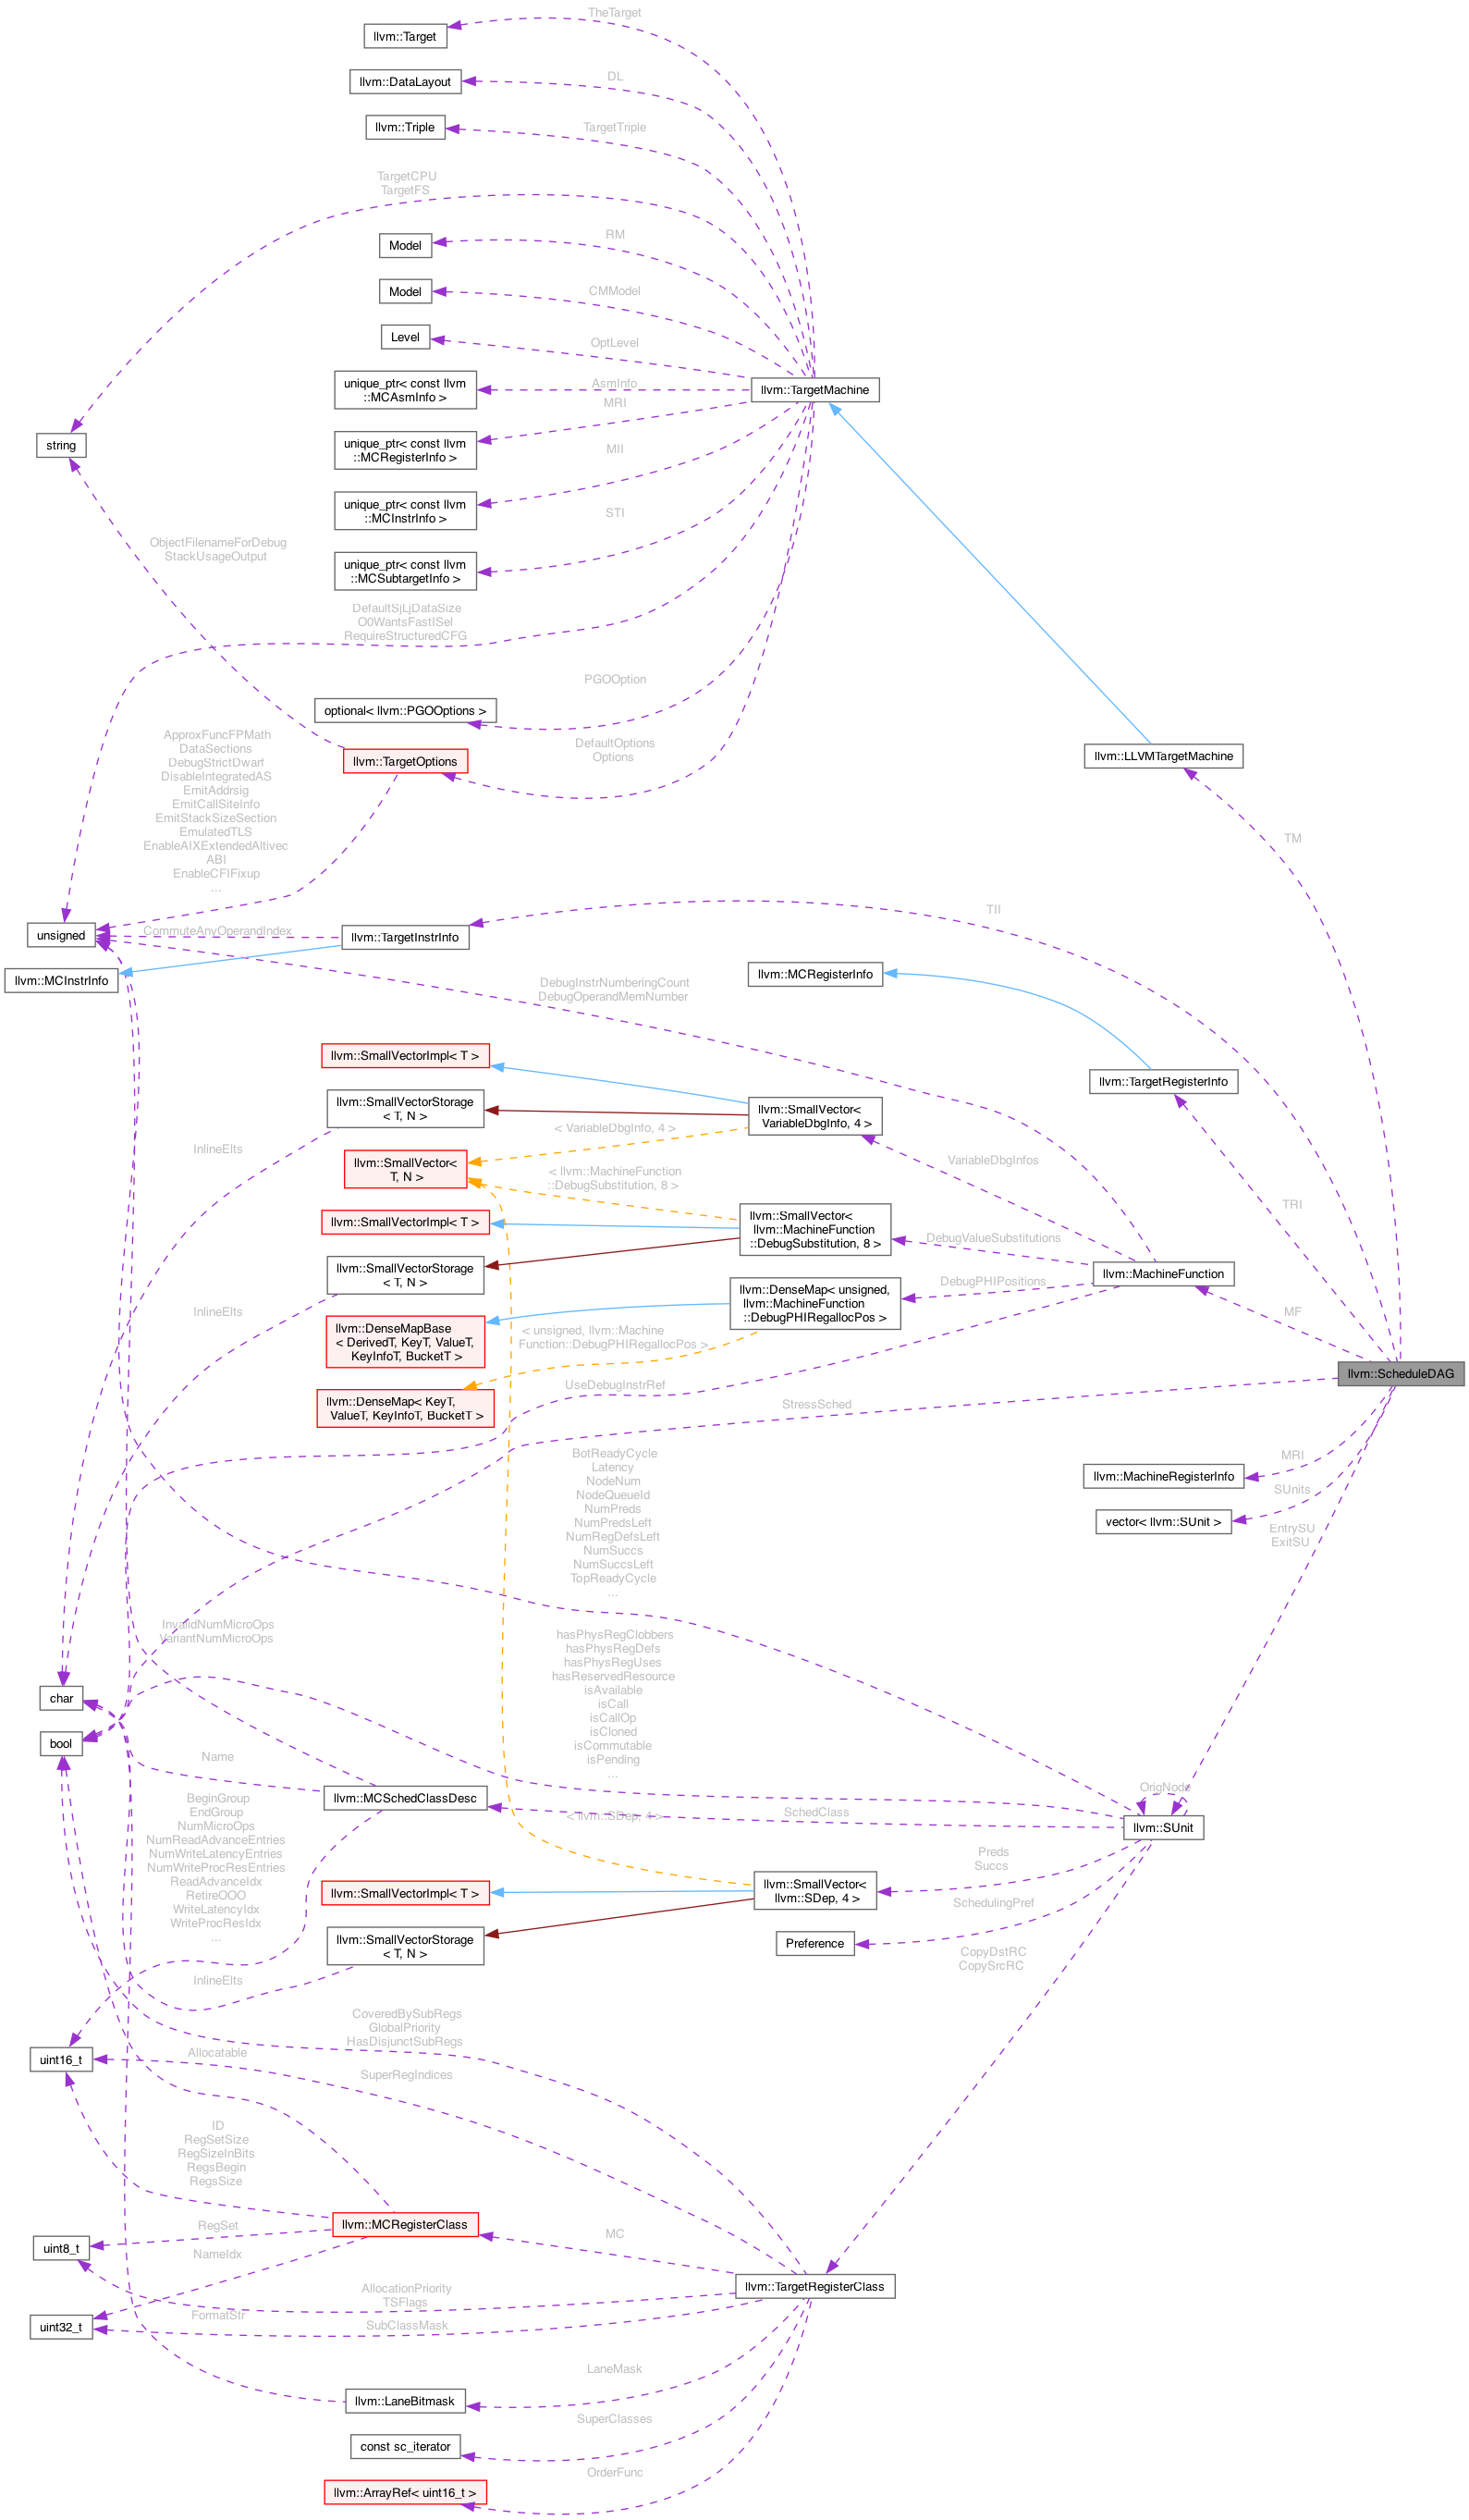 TheTarget
llvm::Target
DL
llvm::DataLayout
TargetTriple
llvm::Triple
TargetCPU
TargetFS
RM
Model
CMModel
Model
OptLevel
Level
AsmInfo
unique_ptr< const llvm
::MCAsmInfo >
llvm::TargetMachine
MRI
unique_ptr< const llvm
::MCRegisterInfo >
string
MII
unique_ptr< const llvm
::MCInstrInfo >
STI
unique_ptr< const llvm
::MCSubtargetInfo >
ObjectFilenameForDebug
StackUsageOutput
DefaultSjLjDataSize
O0WantsFastISel
RequireStructuredCFG
PGOOption
optional< llvm::PGOOptions >
DefaultOptions
Options
llvm::TargetOptions
llvm::LLVMTargetMachine
ApproxFuncFPMath
DataSections
DebugStrictDwarf
DisableIntegratedAS
EmitAddrsig
EmitCallSiteInfo
EmitStackSizeSection
EmulatedTLS
EnableAIXExtendedAltivec
ABI
EnableCFIFixup
...
TM
TII
unsigned
CommuteAnyOperandIndex
llvm::TargetInstrInfo
llvm::MCInstrInfo
DebugInstrNumberingCount
DebugOperandMemNumber
llvm::MCRegisterInfo
llvm::SmallVectorImpl< T >
llvm::TargetRegisterInfo
llvm::SmallVectorStorage
< T, N >
llvm::SmallVector<
VariableDbgInfo, 4 >
InlineElts
< VariableDbgInfo, 4 >
llvm::SmallVector<
T, N >
< llvm::MachineFunction
::DebugSubstitution, 8 >
VariableDbgInfos
TRI
llvm::SmallVectorImpl< T >
llvm::SmallVector<
llvm::MachineFunction
::DebugSubstitution, 8 >
DebugValueSubstitutions
llvm::SmallVectorStorage
< T, N >
llvm::MachineFunction
InlineElts
llvm::DenseMap< unsigned,
llvm::MachineFunction
::DebugPHIRegallocPos >
DebugPHIPositions
MF
llvm::DenseMapBase
< DerivedT, KeyT, ValueT,
KeyInfoT, BucketT >
< unsigned, llvm::Machine
Function::DebugPHIRegallocPos >
llvm::ScheduleDAG
llvm::DenseMap< KeyT,
ValueT, KeyInfoT, BucketT >
UseDebugInstrRef
StressSched
BotReadyCycle
Latency
NodeNum
NodeQueueId
NumPreds
NumPredsLeft
NumRegDefsLeft
NumSuccs
NumSuccsLeft
TopReadyCycle
...
MRI
llvm::MachineRegisterInfo
SUnits
vector< llvm::SUnit >
EntrySU
ExitSU
InvalidNumMicroOps
VariantNumMicroOps
hasPhysRegClobbers
hasPhysRegDefs
hasPhysRegUses
hasReservedResource
isAvailable
isCall
isCallOp
isCloned
isCommutable
isPending
...
char
bool
Name
llvm::MCSchedClassDesc
OrigNode
SchedClass
< llvm::SDep, 4 >
llvm::SUnit
BeginGroup
EndGroup
NumMicroOps
NumReadAdvanceEntries
NumWriteLatencyEntries
NumWriteProcResEntries
ReadAdvanceIdx
RetireOOO
WriteLatencyIdx
WriteProcResIdx
...
Preds
Succs
llvm::SmallVectorImpl< T >
llvm::SmallVector<
llvm::SDep, 4 >
SchedulingPref
llvm::SmallVectorStorage
< T, N >
Preference
InlineElts
CopyDstRC
CopySrcRC
CoveredBySubRegs
GlobalPriority
HasDisjunctSubRegs
uint16_t
Allocatable
SuperRegIndices
ID
RegSetSize
RegSizeInBits
RegsBegin
RegsSize
llvm::MCRegisterClass
RegSet
MC
uint8_t
NameIdx
llvm::TargetRegisterClass
AllocationPriority
TSFlags
FormatStr
uint32_t
SubClassMask
LaneMask
llvm::LaneBitmask
SuperClasses
const sc_iterator
OrderFunc
llvm::ArrayRef< uint16_t >